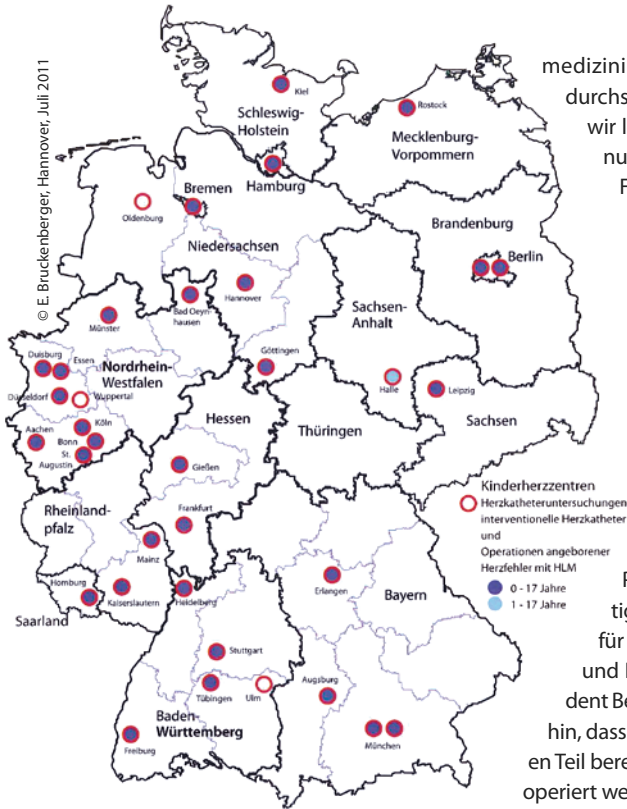 © E. Bruckenberger, Hannover, Juli 2011
medizini
durchs
wir l
nu
F
Kiel
Schleswig-
Holstein
Rostock
Mecklenburg-
Vorpommern
Hamburg
Bremen
Oldenburg
Niedersachsen
Brandenburg
Berlin
Hannover
Bad Oeyn-
hausen
Münster
Sachsen-
Anhalt
Göttingen
Duisburg
Essen
Nordrhein-
Westfalen
Düsseldorf
Wuppertal
Halle
Leipzig
Sachsen
Hessen
Thüringen
Aachen
Köln
Bonn
St.
Augustin
Gießen
Rheinland-
pfalz
Frankfurt
Mainz
Kinderherzzentren
Herzkatheteruntersuchungen
interventionelle Herzkatheter
und
Operationen angeborener
Herzfehler mit HLM
0 - 17 Jahre
1 - 17 Jahre
Homburg
Saarland
Kaiserslautern
Heidelberg
Erlangen
Bayern
Stuttgart
Tübingen
Ulm
Augsburg
Baden-
Württemberg
Freiburg
München
tig
für
und
dent Be
hin, dass
en Teil bere
operiert we